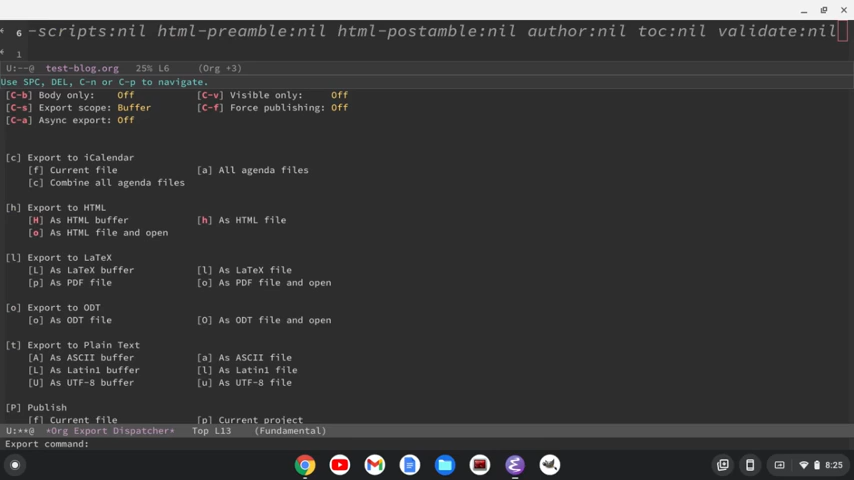 6 -scripts:nil html-preamble:nil html-postamble:nil author:nil toc:nil validate:nil
1
U:--@ test-blog.org 25% L6 (Org +3)
Use SPC, DEL, C-n or C-p to navigate.
[C-b] Body only: Off [C-v] Visible only: Off
[C-s] Export scope: Buffer [C-f] Force publishing: Off
[C-a] Async export: Off
[c] Export to iCalendar
[f] Current file [a] All agenda files
[c] Combine all agenda files
[h] Export to HTML
[H] As HTML buffer [h] As HTML file
[o] As HTML file and open
[l] Export to LaTeX
[L] As LaTeX buffer [l] As LaTeX file
[p] As PDF file [o] As PDF file and open
[o] Export to ODT
[o] As ODT file [O] As ODT file and open
[t] Export to Plain Text
[A] As ASCII buffer [a] As ASCII file
[L] As Latin1 buffer [l] As Latin1 file
[U] As UTF-8 buffer [u] As UTF-8 file
[P] Publish
[f] Current file [p] Current project
U:**@ *Org Export Dispatcher* Top L13 (Fundamental)
Export command:
8:25